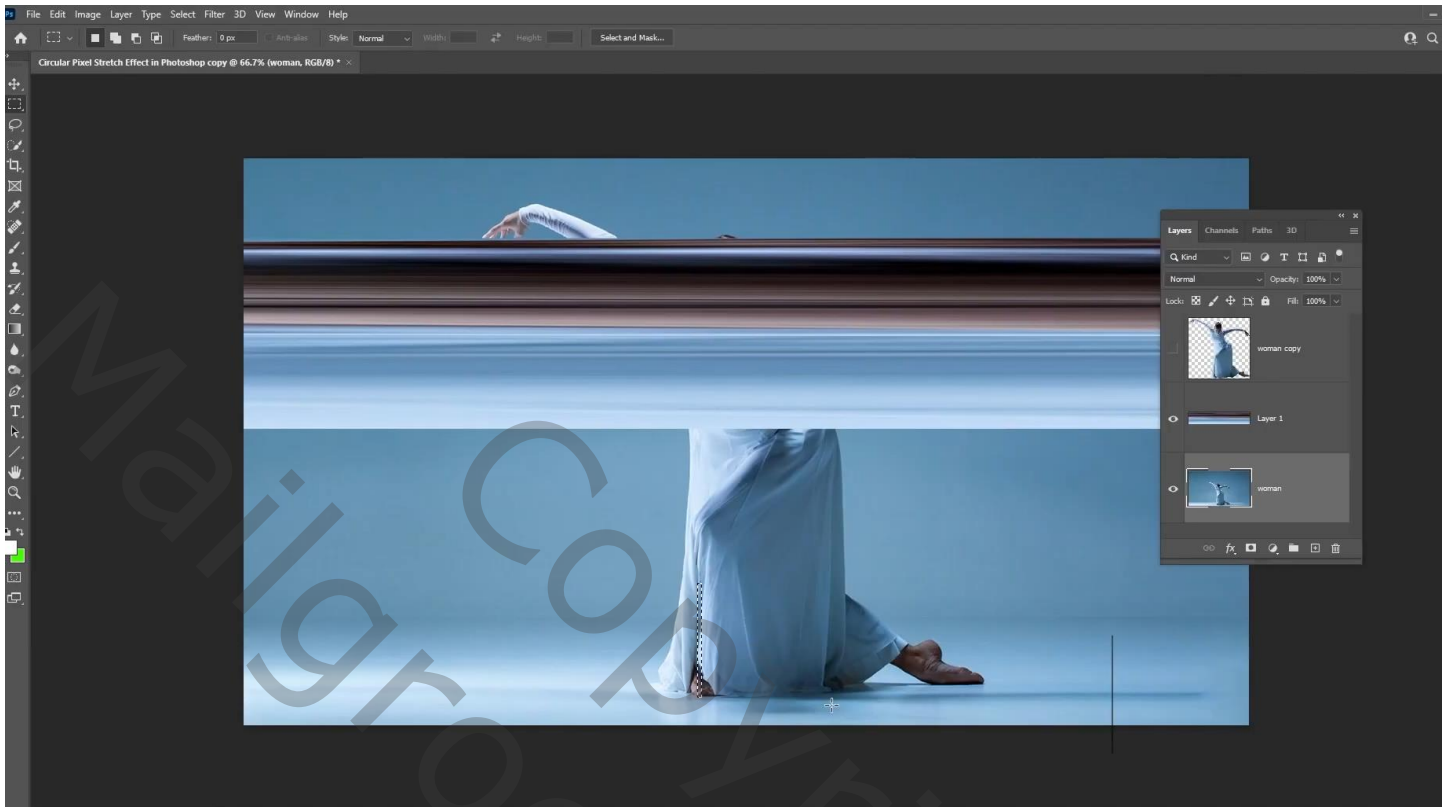 Ps File Edit Image Layer Type Select Filter 3D View Window Help
Feather: 0 px Anti-alias Style: Normal Width: Height: Select and Mask...
Circular Pixel Stretch Effect in Photoshop copy @ 66.7% (woman, RGB/8) * ×
Layers Channels Paths 3D
Kind
Normal Opacity: 100%
Lock: Fill: 100%
woman copy
Layer 1
woman